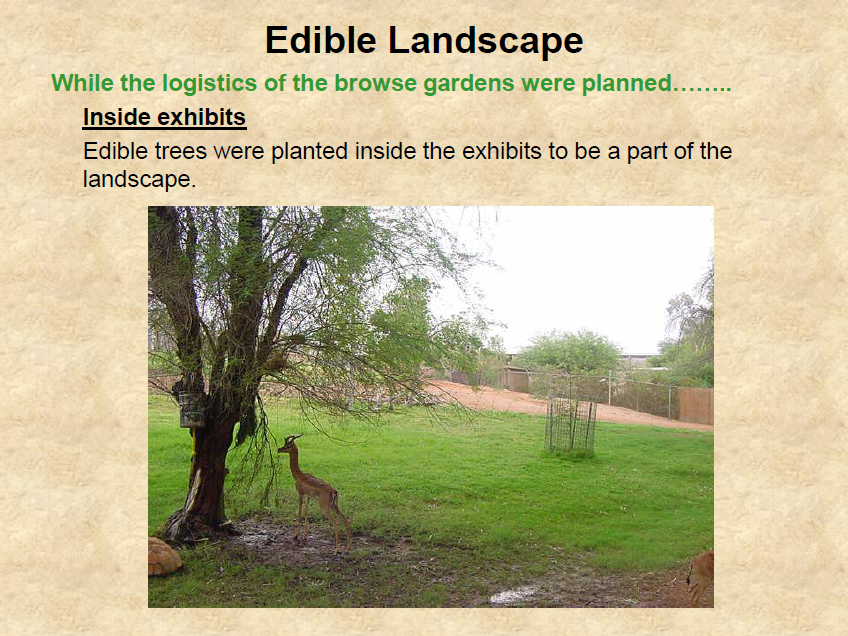 Edible Landscape
While the logistics of the browse gardens were planned……..
Inside exhibits
Edible trees were planted inside the exhibits to be a part of the
landscape.